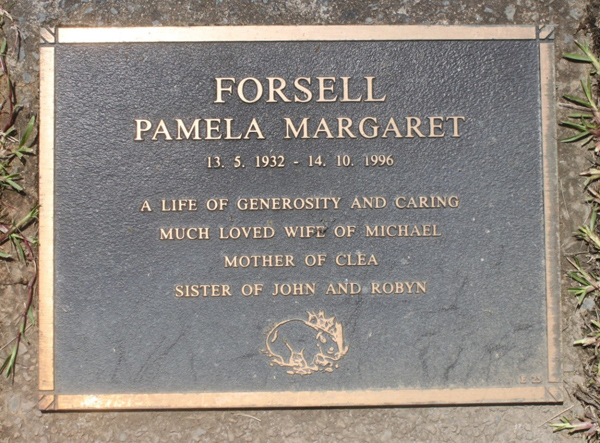 FORSELL
PAMELA MARGARET
13. 5. 1932 - 14. 10. 1996
A LIFE OF GENEROSITY AND CARING
MUCH LOVED WIFE OF MICHAEL
MOTHER OF CLEA
SISTER OF JOHN AND ROBYN